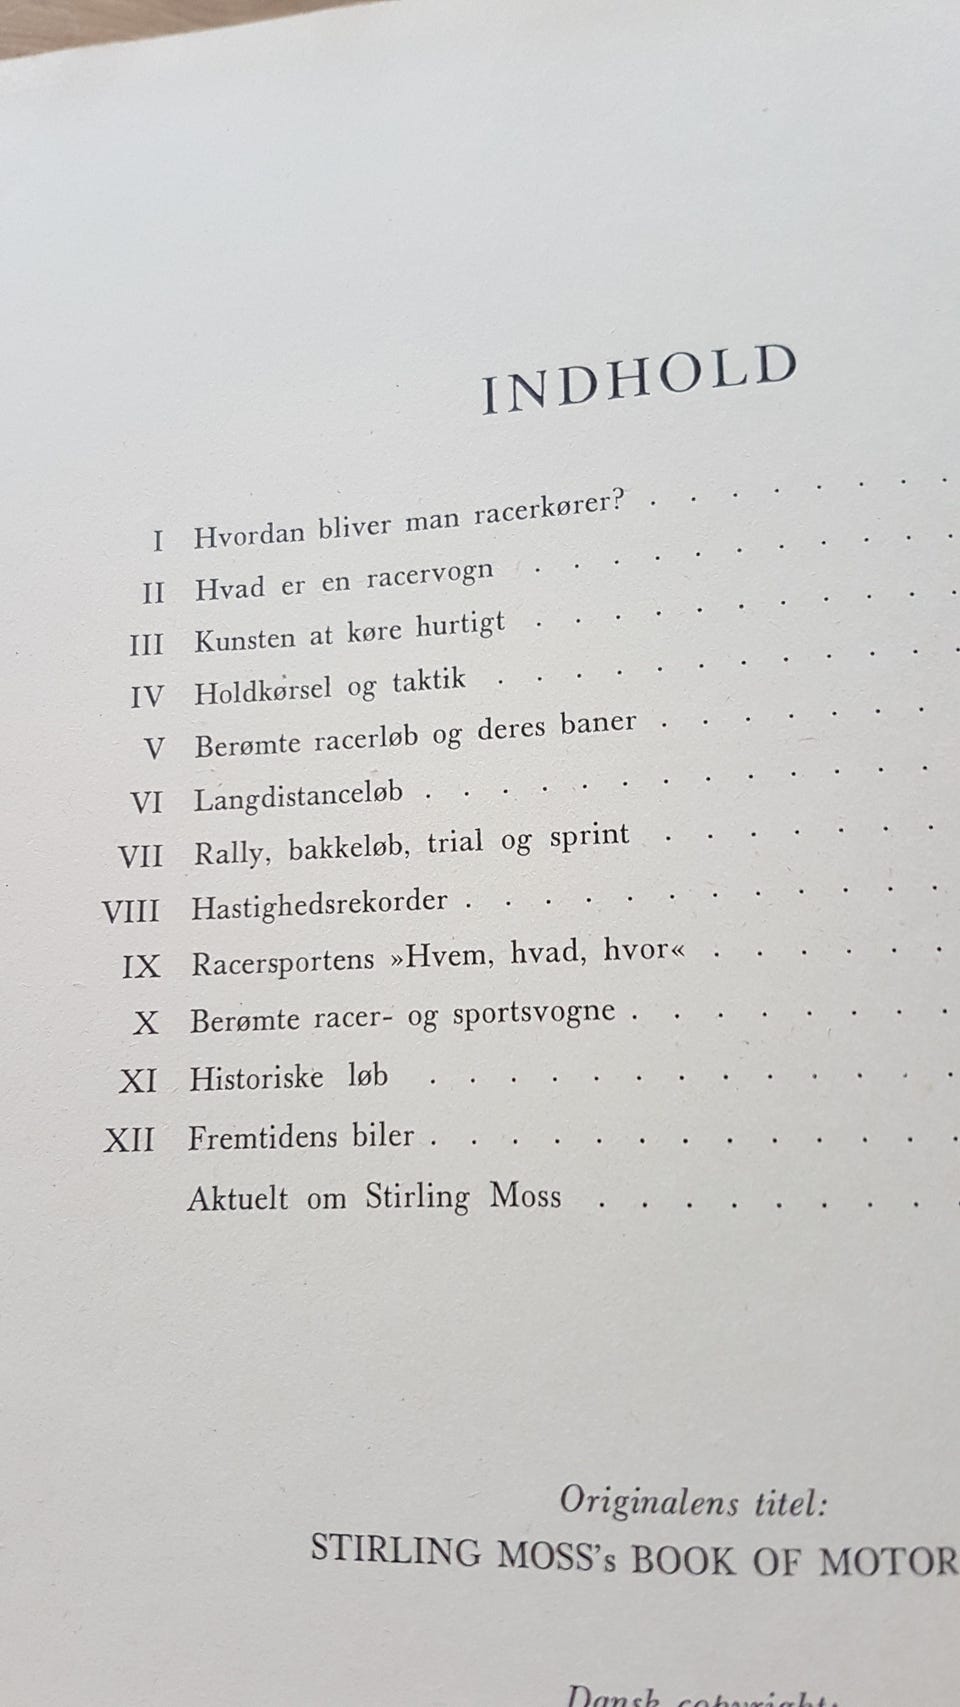 INDHOLD
I Hvordan bliver man racerkører? . . . . . . . .
II Hvad er en racervogn . . . . . . . . . . .
III Kunsten at køre hurtigt . . . . . . . . . . .
IV Holdkørsel og taktik . . . . . . . . . . . .
V Berømte racerløb og deres baner . . . . . . .
VI Langdistanceløb . . . . . . . . . . . . .
VII Rally, bakkeløb, trial og sprint . . . . . . .
VIII Hastighedsrekorder . . . . . . . . . . . .
IX Racersportens »Hvem, hvad, hvor« . . . . . .
X Berømte racer- og sportsvogne . . . . . . . .
XI Historiske løb . . . . . . . . . . . . .
XII Fremtidens biler . . . . . . . . . . . . .
Aktuelt om Stirling Moss . . . . . . . . .
Originalens titel:
STIRLING MOSS's BOOK OF MOTOR
Dansk copyright: